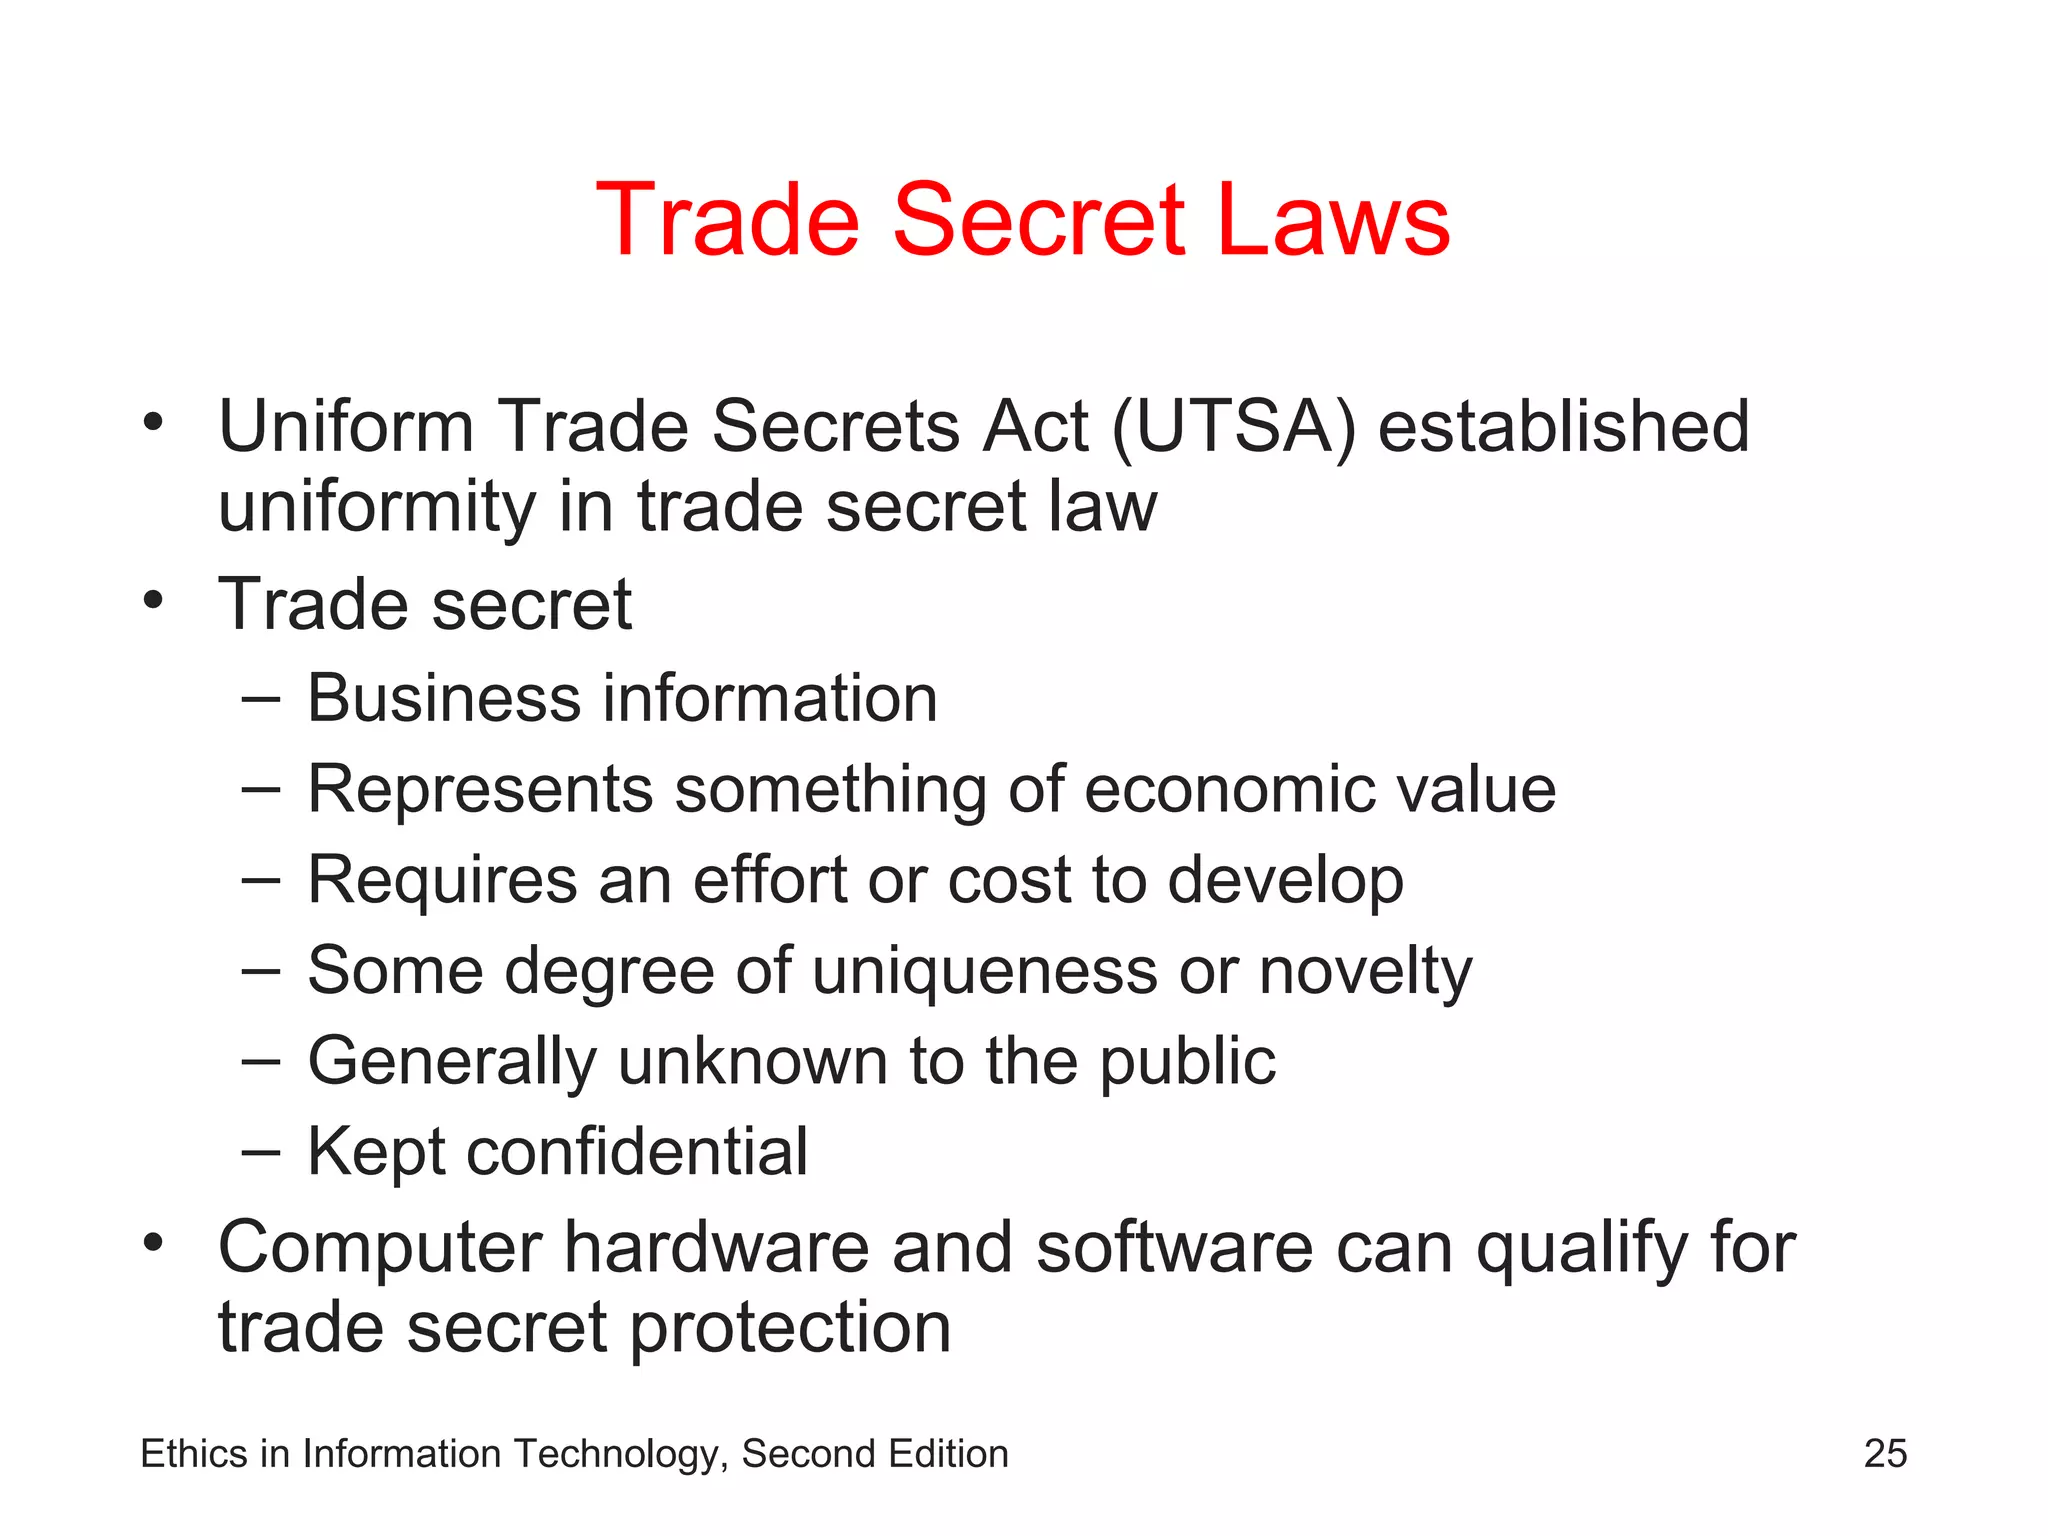 Trade Secret Laws
• Uniform Trade Secrets Act (UTSA) established
uniformity in trade secret law
• Trade secret
– Business information
– Represents something of economic value
– Requires an effort or cost to develop
– Some degree of uniqueness or novelty
– Generally unknown to the public
– Kept confidential
• Computer hardware and software can qualify for
trade secret protection
Ethics in Information Technology, Second Edition 25